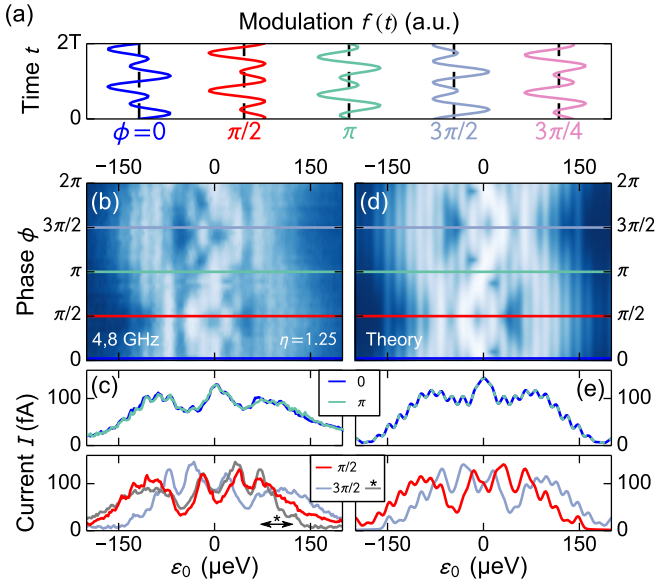 (a)
Modulation f(t) (a.u.)
Time t
2T
0
ϕ=0 π/2 π 3π/2 3π/4
−150 0 150 −150 0 150
Phase ϕ
2π
3π/2
π
π/2
0
(b)
4,8 GHz η=1.25
(d)
Theory
2π
3π/2
π
π/2
0
Current I (fA)
(c)
100
0
0
π
(e)
100
0
100
0
*
π/2
3π/2 *
100
0
−150 0 150 −150 0 150
ε₀ (μeV) ε₀ (μeV)